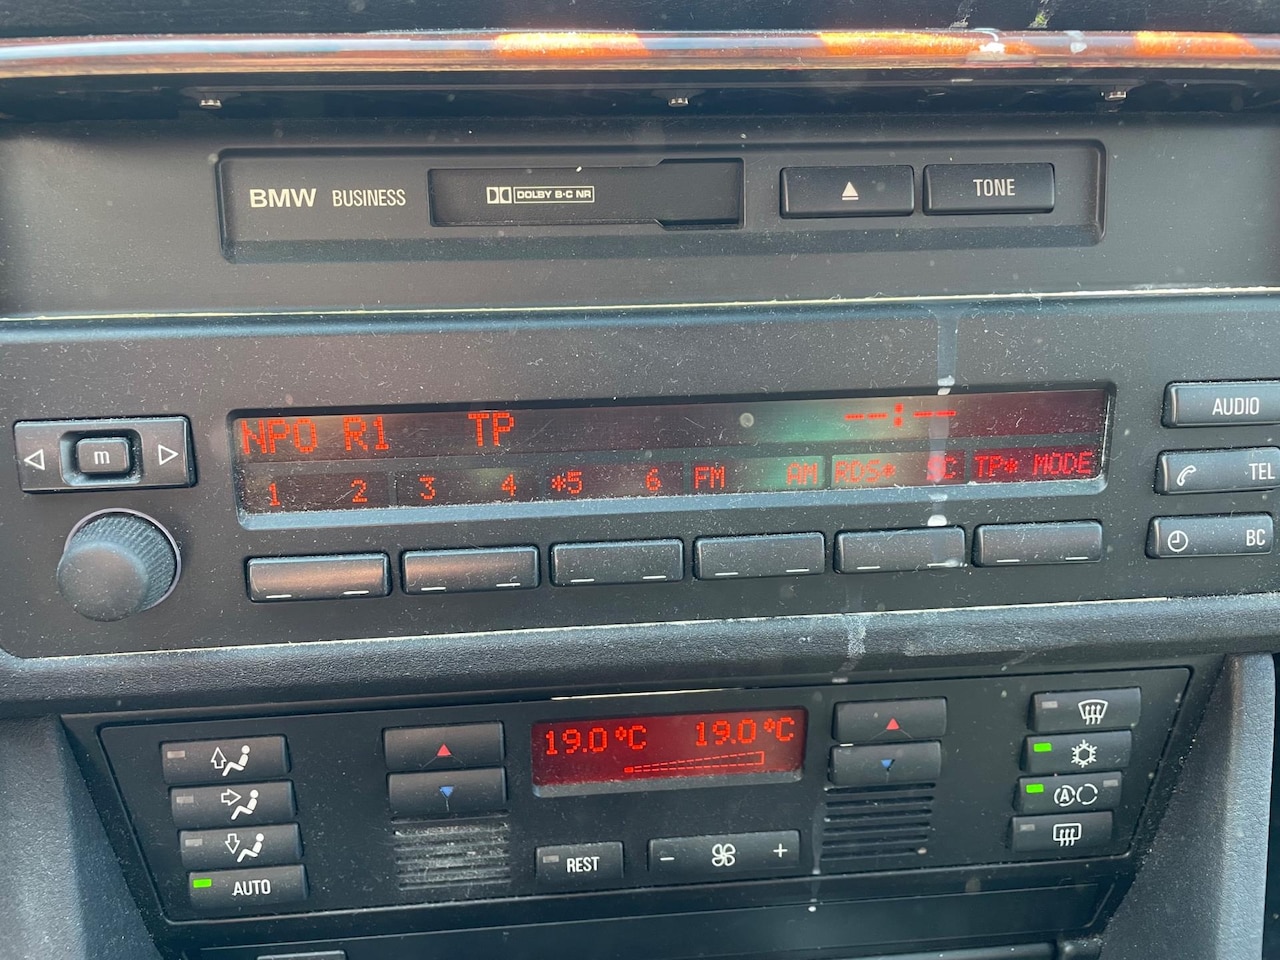 BMW BUSINESS DOLBY B·C NR TONE
NPO R1 TP --:--
AUDIO
1 2 3 4 *5 6 FM AM RDS* SC TP* MODE
m TEL
BC
19.0°C 19.0°C
REST - +
A
AUTO